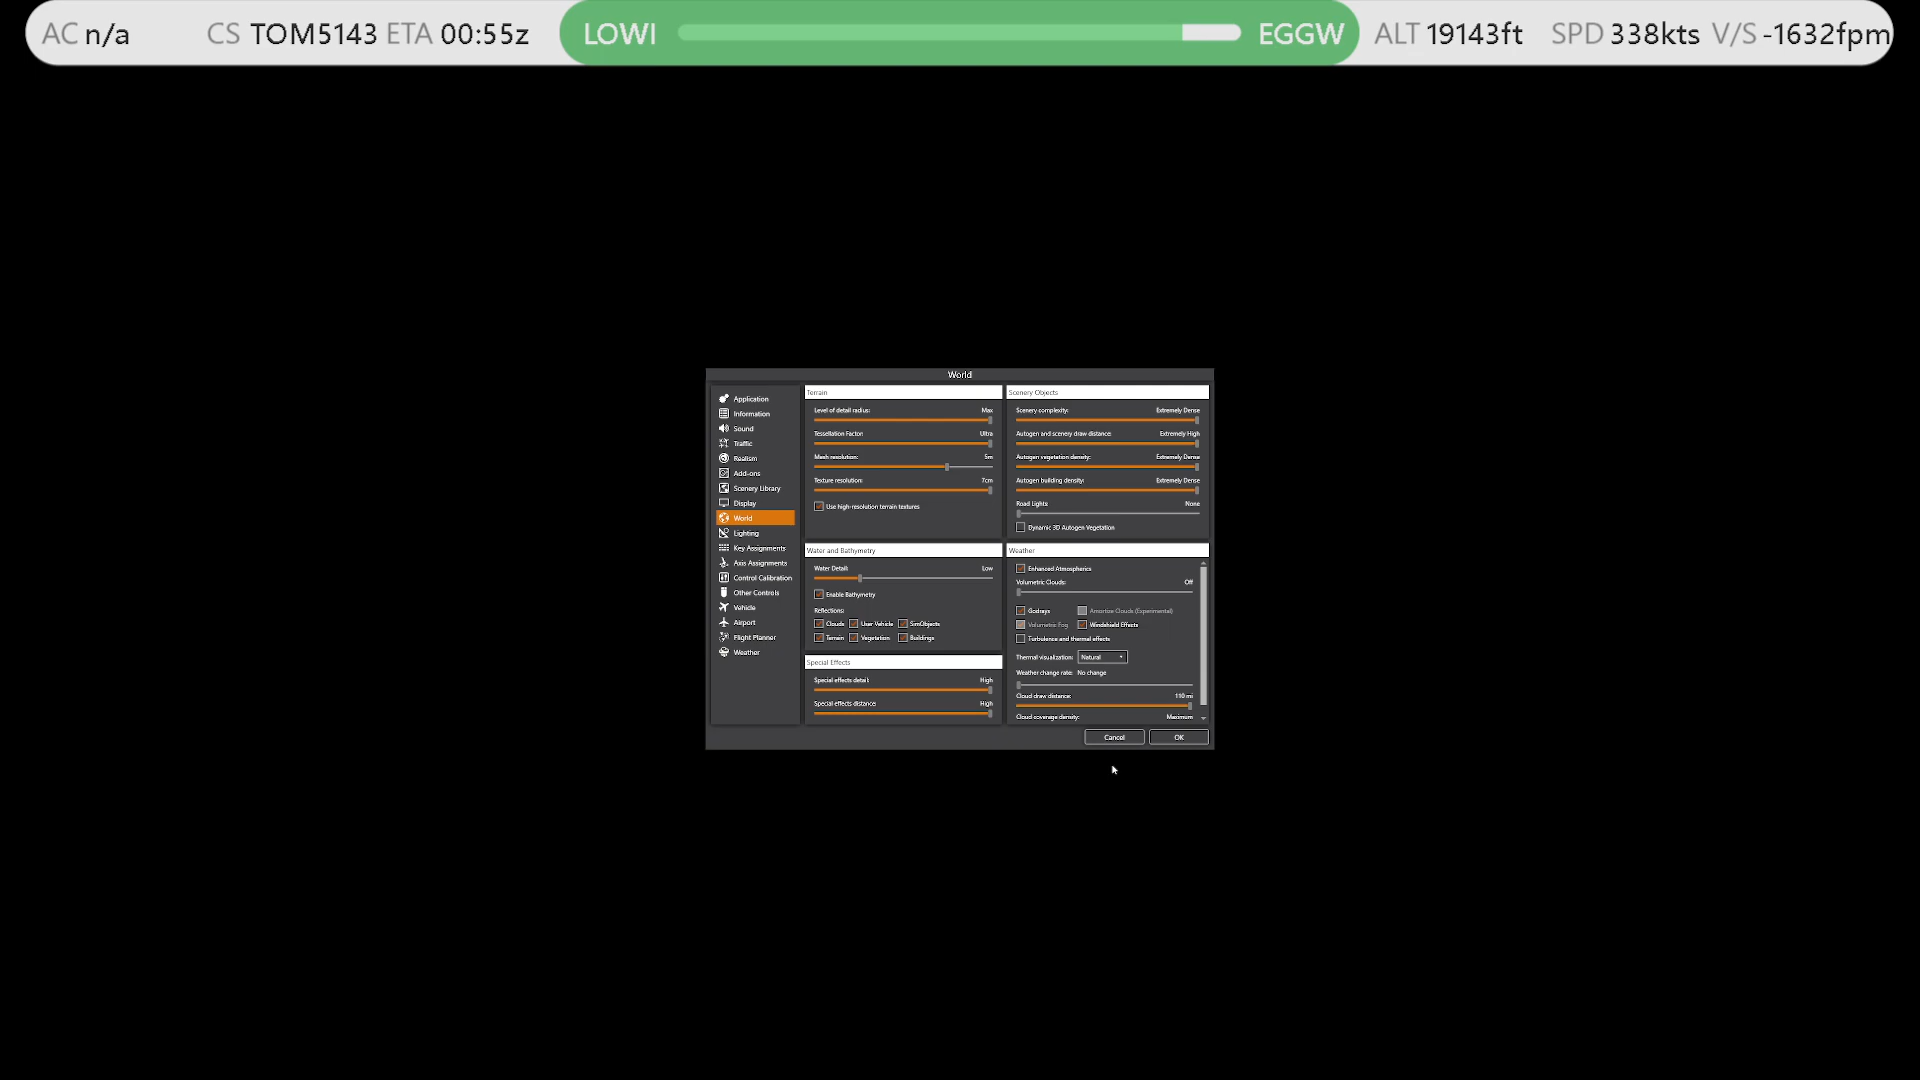 AC n/a CS TOM5143 ETA 00:55z LOWI EGGW ALT 19143ft SPD 338kts V/S -1632fpm
World
Application
Information
Sound
Traffic
Realism
Add-ons
Scenery Library
Display
World
Lighting
Key Assignments
Axis Assignments
Control Calibration
Other Controls
Vehicle
Airport
Flight Planner
Weather
Terrain
Level of detail radius: Max
Tessellation Factor: Ultra
Mesh resolution: 5m
Texture resolution: 7cm
Use high-resolution terrain textures
Water and Bathymetry
Water Detail: Low
Enable Bathymetry
Reflections:
Clouds User Vehicle SimObjects
Terrain Vegetation Buildings
Special Effects
Special effects detail: High
Special effects distance: High
Scenery Objects
Scenery complexity: Extremely Dense
Autogen and scenery draw distance: Extremely High
Autogen vegetation density: Extremely Dense
Autogen building density: Extremely Dense
Road Lights: None
Dynamic 3D Autogen Vegetation
Weather
Enhanced Atmospherics
Volumetric Clouds: Off
Godrays Amortize Clouds (Experimental)
Volumetric Fog Windshield Effects
Turbulence and thermal effects
Thermal visualization: Natural
Weather change rate: No change
Cloud draw distance: 110 mi
Cloud coverage density: Maximum
Cancel OK